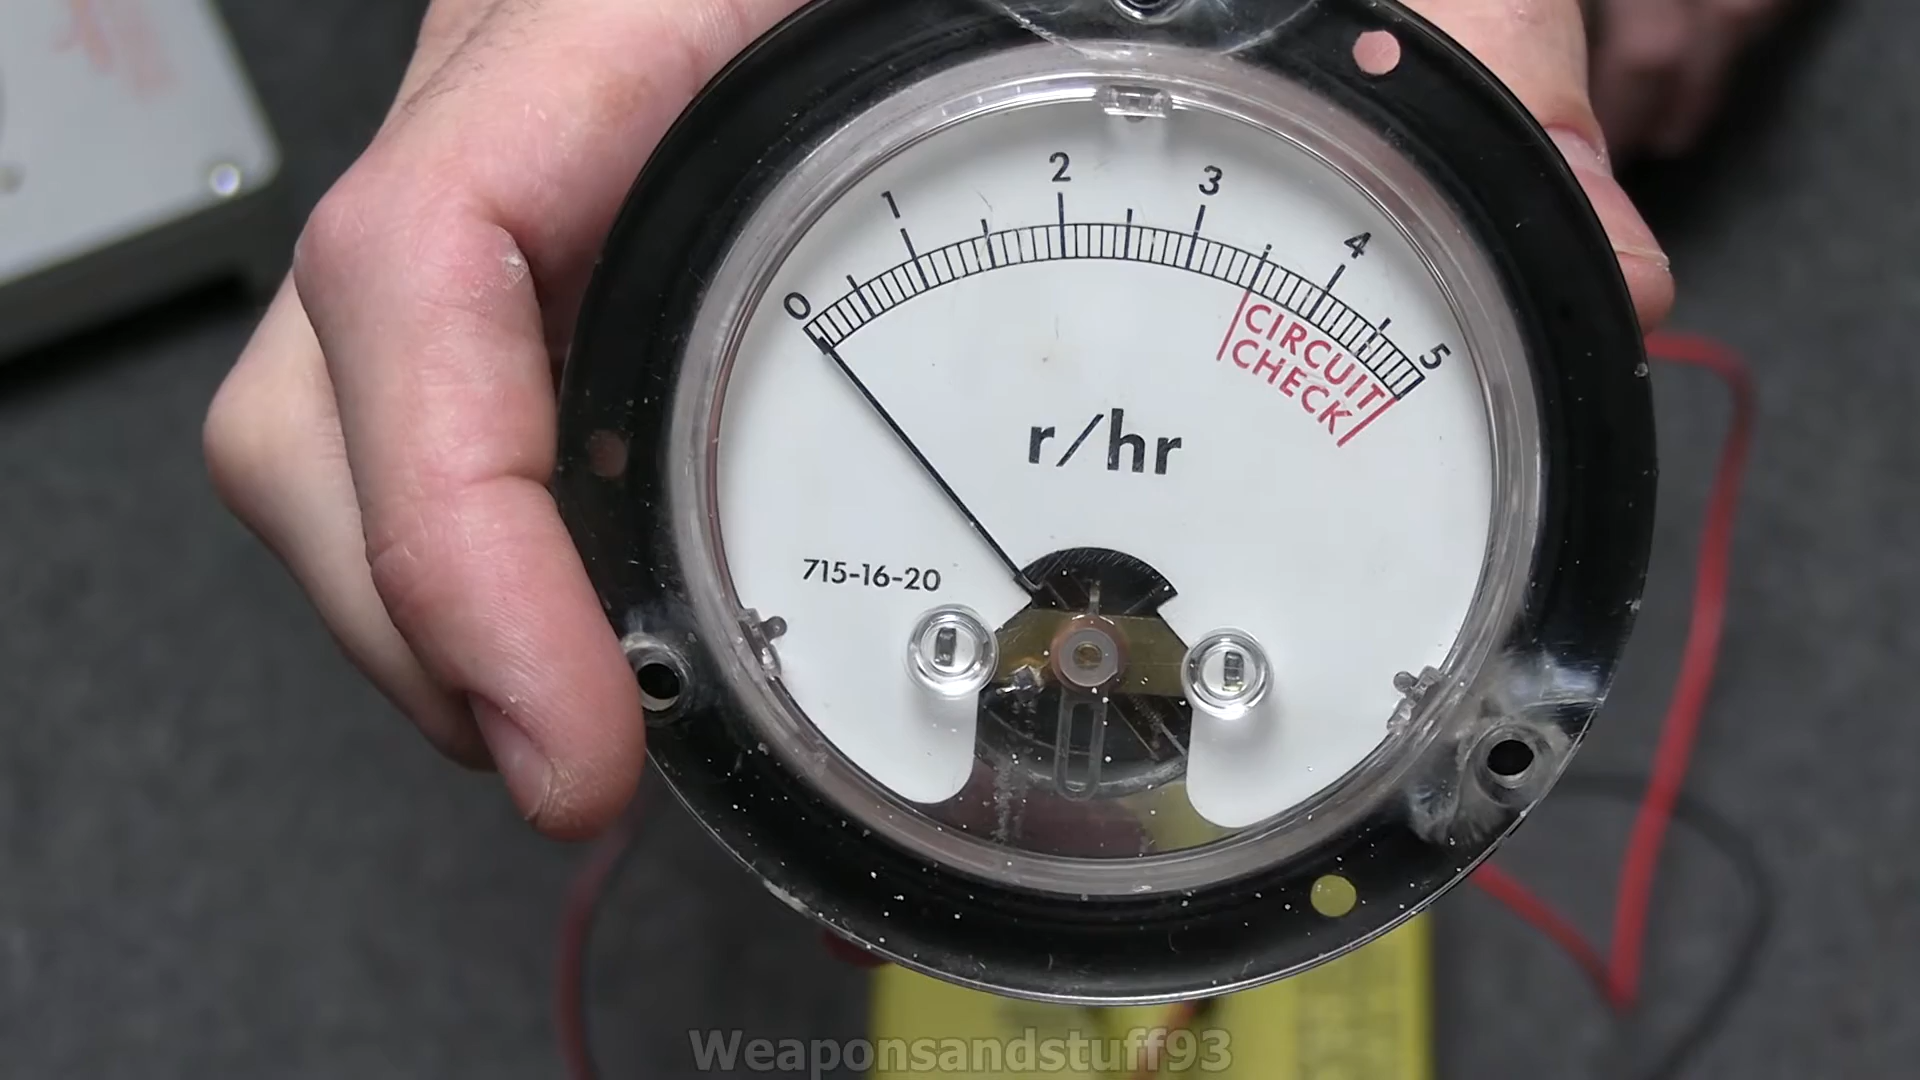 0 1 2 3 4 5
CIRCUIT
CHECK
r/hr
715-16-20
Weaponsandstuff93